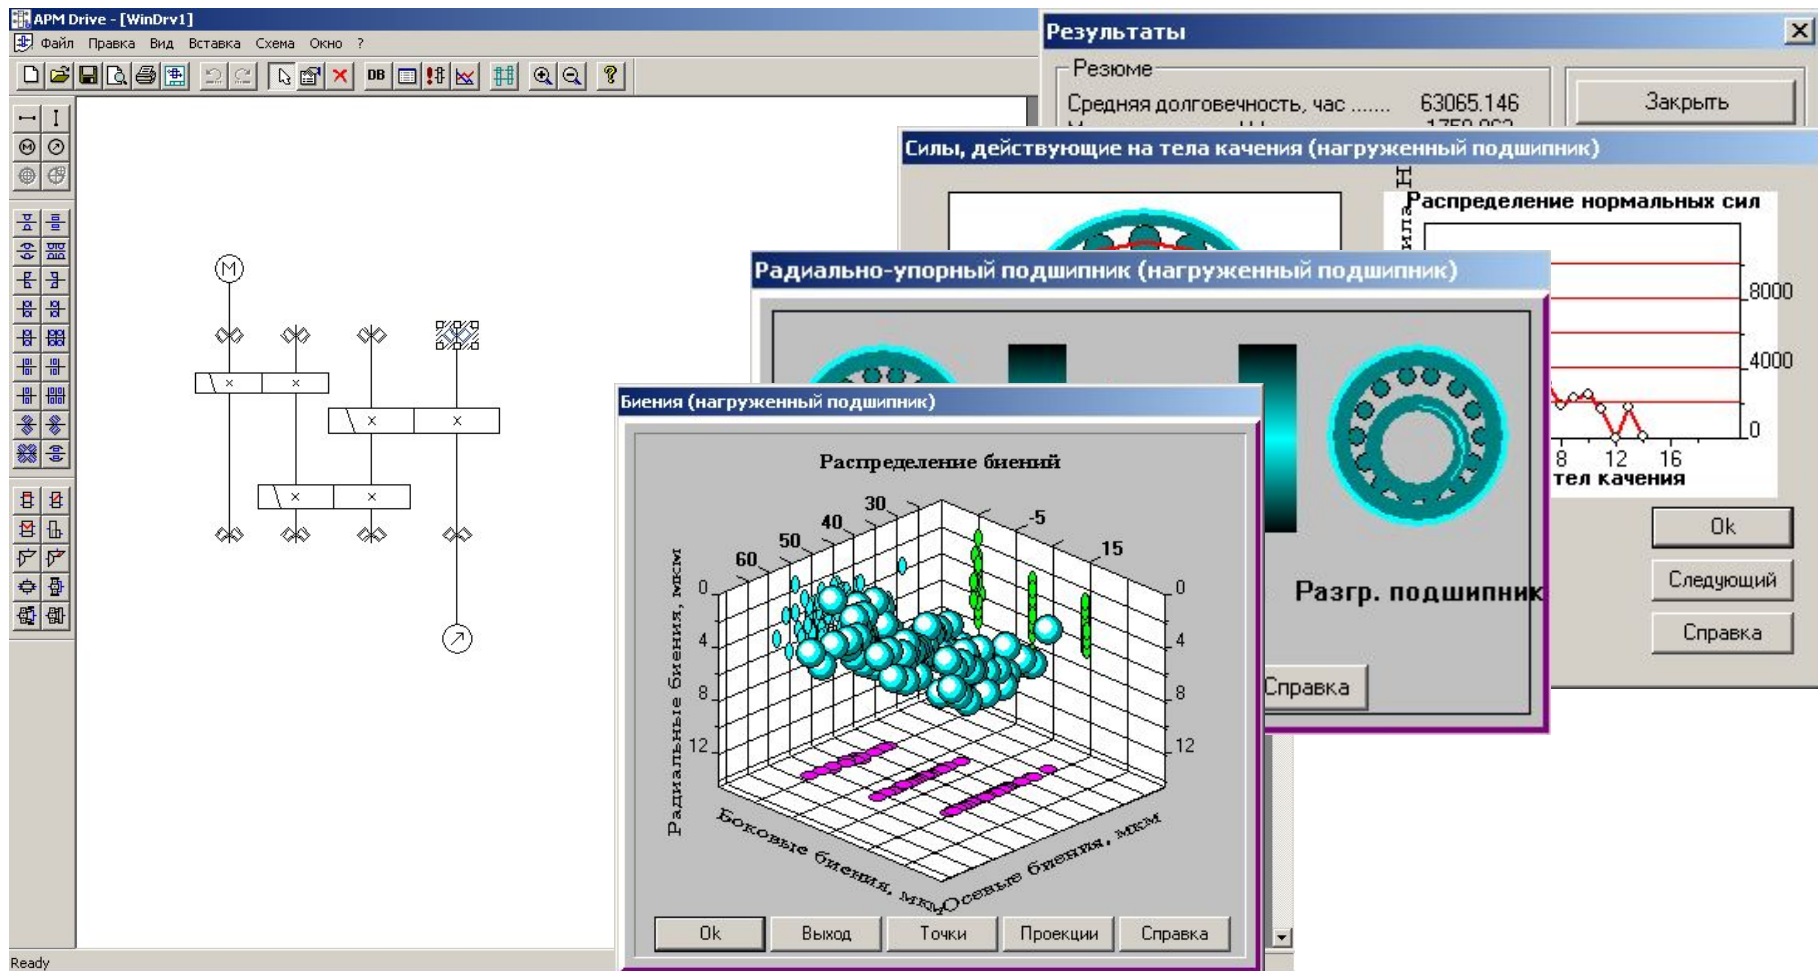 APM Drive - [WinDrv1]
Файл Правка Вид Вставка Схема Окно ?
DB
M
Ready
Результаты
Резюме
Средняя долговечность, час ....... 63065.146
Закрыть
Силы, действующие на тела качения (нагруженный подшипник)
Распределение нормальных сил
8000
4000
0
8 12 16
тел качения
Ok
Следующий
Справка
Радиально-упорный подшипник (нагруженный подшипник)
Разгр. подшипник
Справка
Биения (нагруженный подшипник)
Распределение биений
30
40
50
60
-5
15
0
4
8
12
0
4
8
12
Радиальные биения, мкм
Боковые биения, мкм
Осевые биения, мкм
Ok Выход Точки Проекции Справка